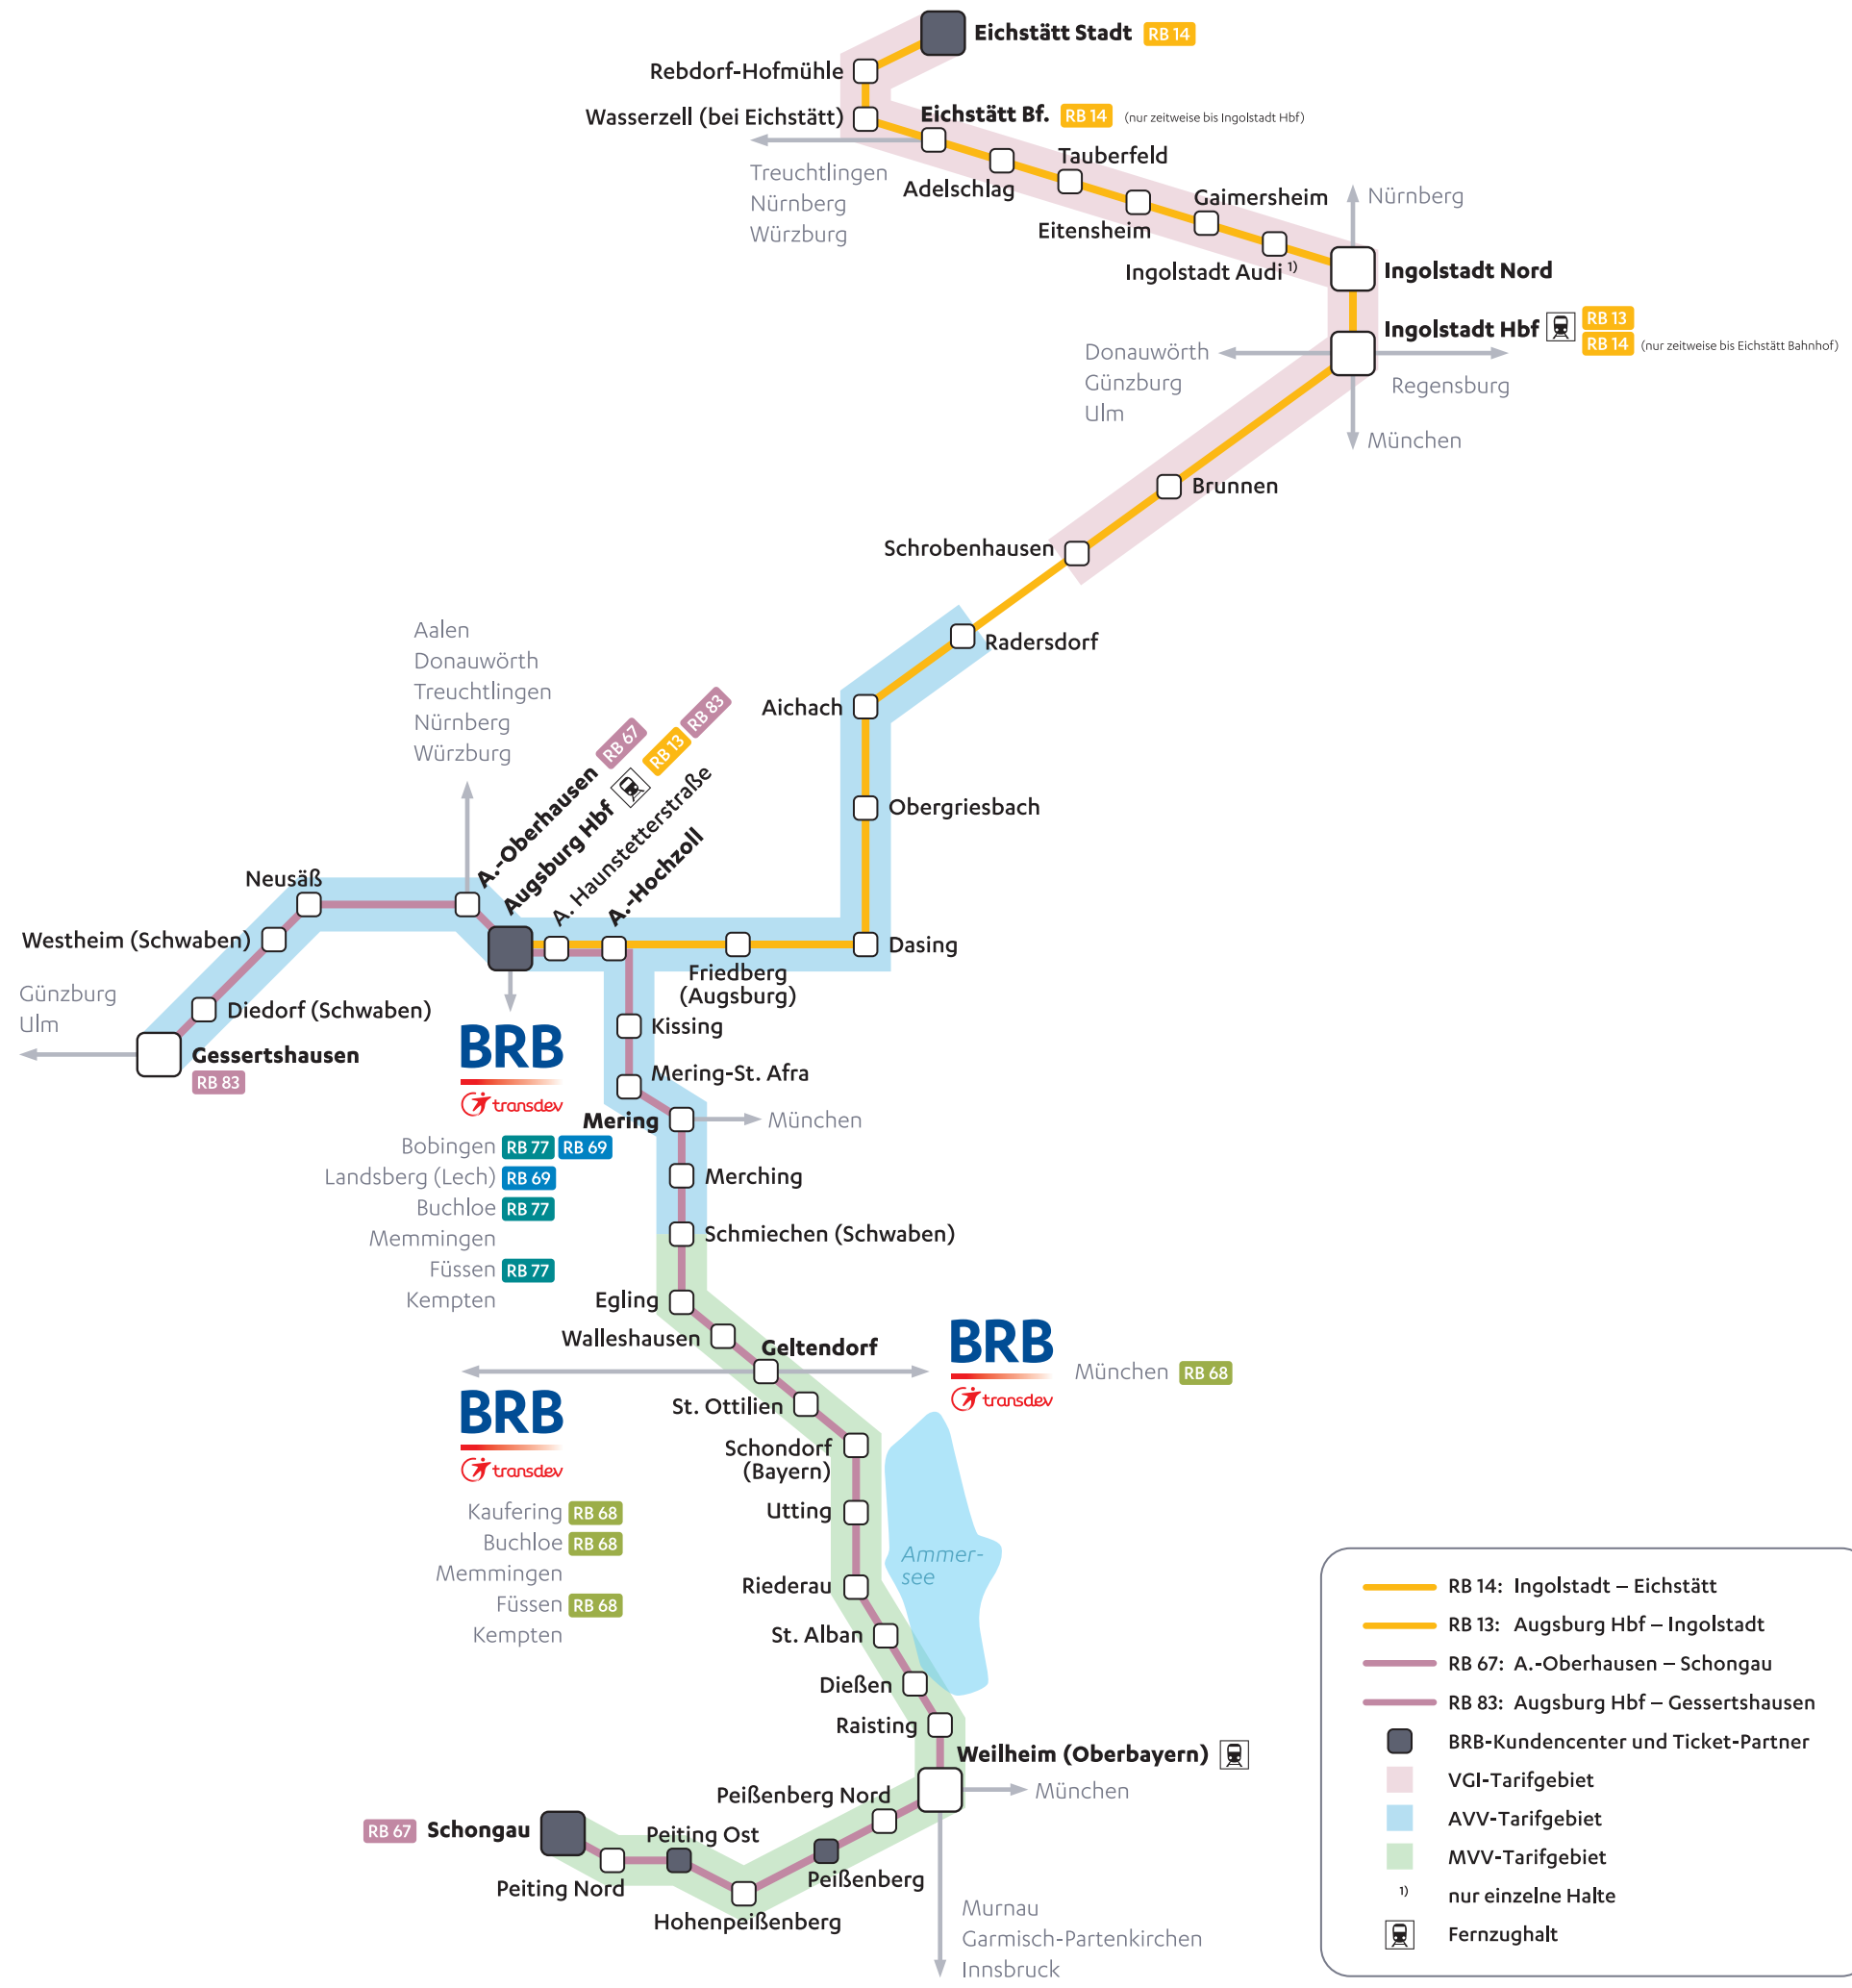 Eichstätt Stadt RB 14
Rebdorf-Hofmühle
Wasserzell (bei Eichstätt)
Eichstätt Bf. RB 14 (nur zeitweise bis Ingolstadt Hbf)
Treuchtlingen
Nürnberg
Würzburg
Adelschlag
Tauberfeld
Eitensheim
Gaimersheim
Ingolstadt Audi 1)
Nürnberg
Ingolstadt Nord
Ingolstadt Hbf RB 13
RB 14 (nur zeitweise bis Eichstätt Bahnhof)
Donauwörth
Günzburg
Ulm
Regensburg
München
Brunnen
Schrobenhausen
Radersdorf
Aichach
Obergriesbach
Dasing
Friedberg
(Augsburg)
Aalen
Donauwörth
Treuchtlingen
Nürnberg
Würzburg
A.-Oberhausen RB 67
Augsburg Hbf RB 13 RB 83
A. Haunstetterstraße
A.-Hochzoll
Neusäß
Westheim (Schwaben)
Diedorf (Schwaben)
Günzburg
Ulm
Gessertshausen
RB 83
BRB
transdev
Bobingen RB 77 RB 69
Landsberg (Lech) RB 69
Buchloe RB 77
Memmingen
Füssen RB 77
Kempten
Kissing
Mering-St. Afra
Mering
München
Merching
Schmiechen (Schwaben)
Egling
Walleshausen
Geltendorf
BRB
transdev
München RB 68
BRB
transdev
Kaufering RB 68
Buchloe RB 68
Memmingen
Füssen RB 68
Kempten
St. Ottilien
Schondorf
(Bayern)
Utting
Ammer-
see
Riederau
St. Alban
Dießen
Raisting
Weilheim (Oberbayern)
München
Murnau
Garmisch-Partenkirchen
Innsbruck
Peißenberg Nord
Peißenberg
Hohenpeißenberg
Peiting Ost
Peiting Nord
RB 67 Schongau
RB 14: Ingolstadt – Eichstätt
RB 13: Augsburg Hbf – Ingolstadt
RB 67: A.-Oberhausen – Schongau
RB 83: Augsburg Hbf – Gessertshausen
BRB-Kundencenter und Ticket-Partner
VGI-Tarifgebiet
AVV-Tarifgebiet
MVV-Tarifgebiet
1) nur einzelne Halte
Fernzughalt